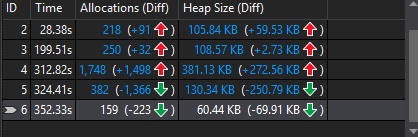 ID Time Allocations (Diff) Heap Size (Diff)
2 28.38s 218 (+91 ) 105.84 KB (+59.53 KB )
3 199.51s 250 (+32 ) 108.57 KB (+2.73 KB )
4 312.82s 1,748 (+1,498 ) 381.13 KB (+272.56 KB )
5 324.41s 382 (-1,366 ) 130.34 KB (-250.79 KB )
6 352.33s 159 (-223 ) 60.44 KB (-69.91 KB )